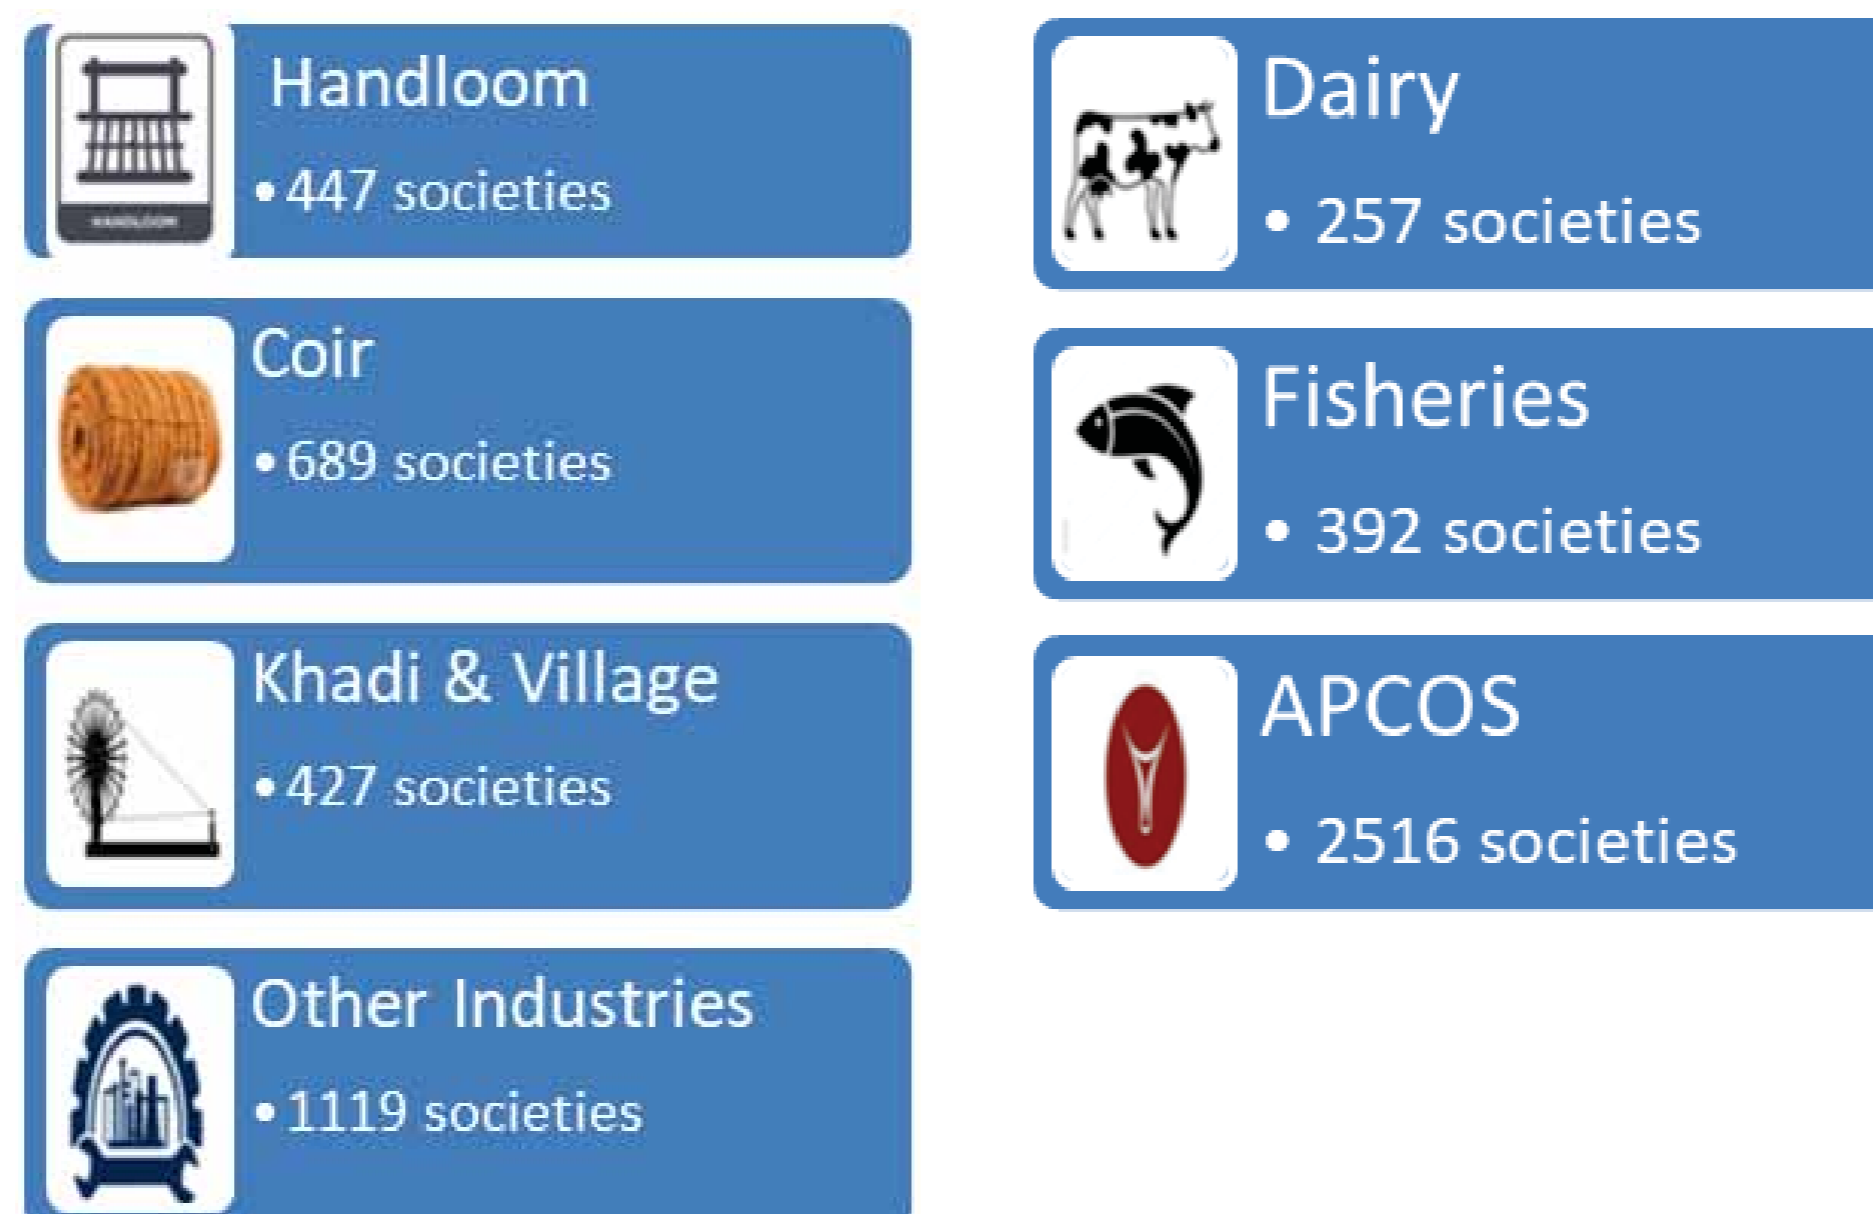 HANDLOOM
Handloom
• 447 societies
Coir
• 689 societies
Khadi & Village
• 427 societies
Other Industries
• 1119 societies
Dairy
• 257 societies
Fisheries
• 392 societies
APCOS
• 2516 societies